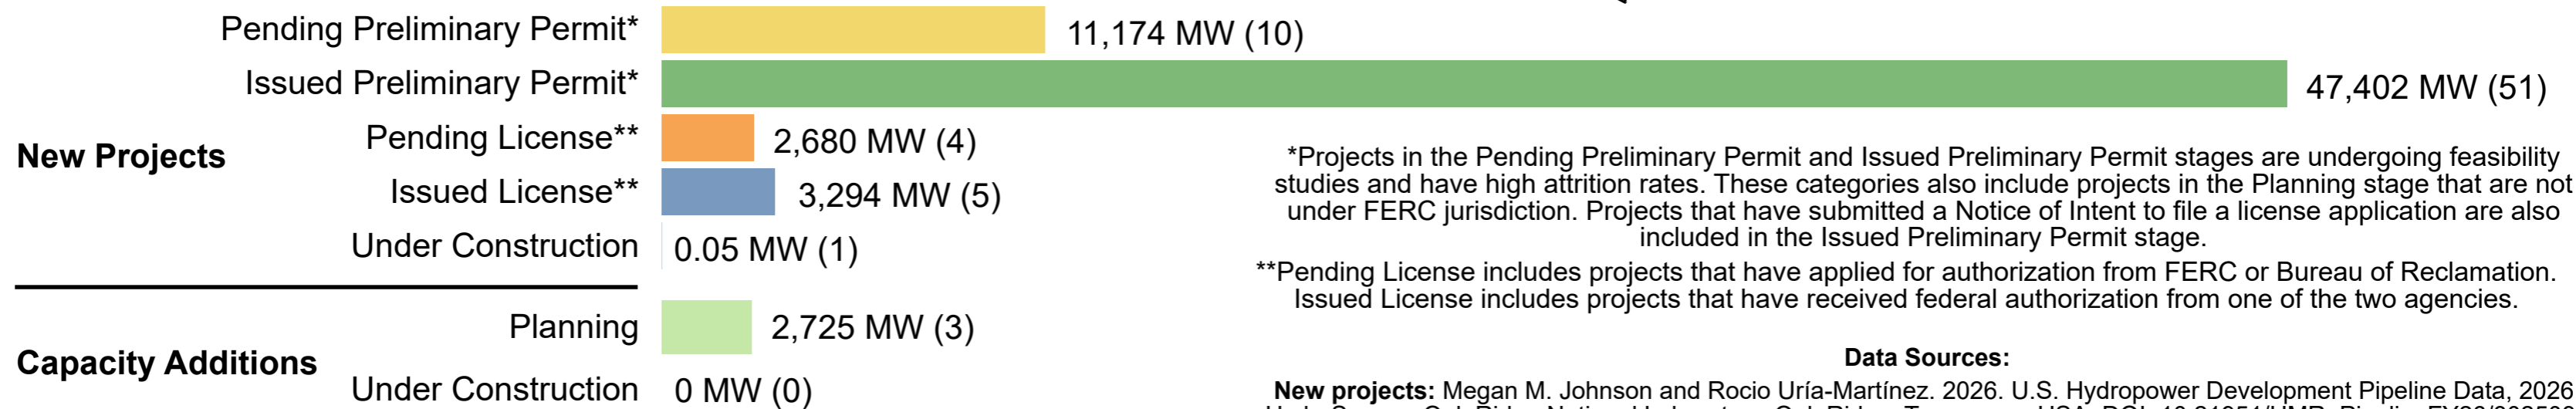 Pending Preliminary Permit* 11,174 MW (10)
Issued Preliminary Permit* 47,402 MW (51)
New Projects
Pending License** 2,680 MW (4)
Issued License** 3,294 MW (5)
Under Construction 0.05 MW (1)
*Projects in the Pending Preliminary Permit and Issued Preliminary Permit stages are undergoing feasibility
studies and have high attrition rates. These categories also include projects in the Planning stage that are not
under FERC jurisdiction. Projects that have submitted a Notice of Intent to file a license application are also
included in the Issued Preliminary Permit stage.
**Pending License includes projects that have applied for authorization from FERC or Bureau of Reclamation.
Issued License includes projects that have received federal authorization from one of the two agencies.
Capacity Additions
Planning 2,725 MW (3)
Under Construction 0 MW (0)
Data Sources:
New projects: Megan M. Johnson and Rocio Uría-Martínez. 2026. U.S. Hydropower Development Pipeline Data, 2026